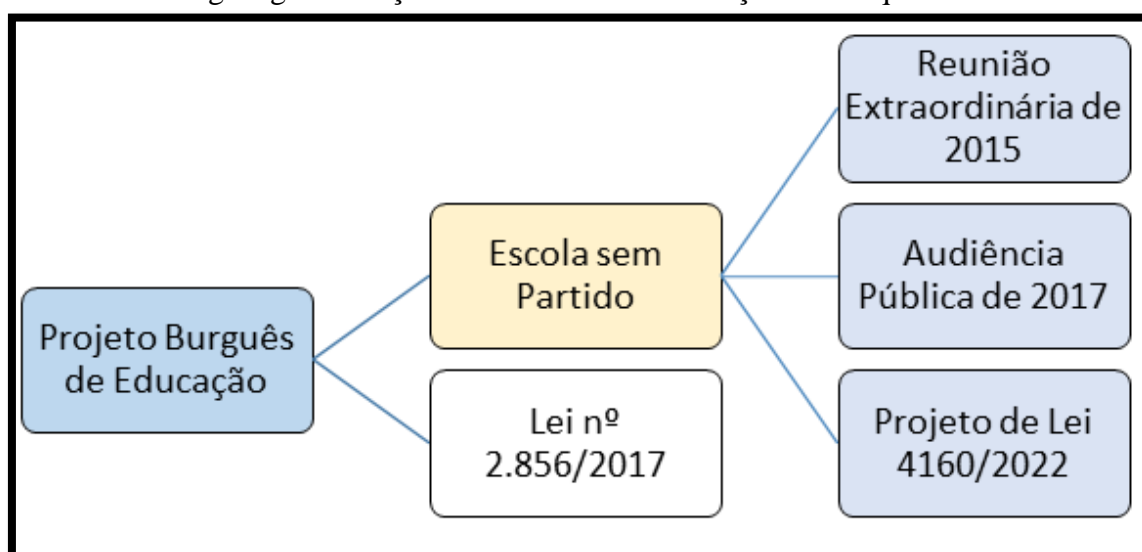 Reunião
Extraordinária de
2015
Escola sem
Partido
Audiência
Pública de 2017
Projeto Burguês
de Educação
Lei nº
2.856/2017
Projeto de Lei
4160/2022